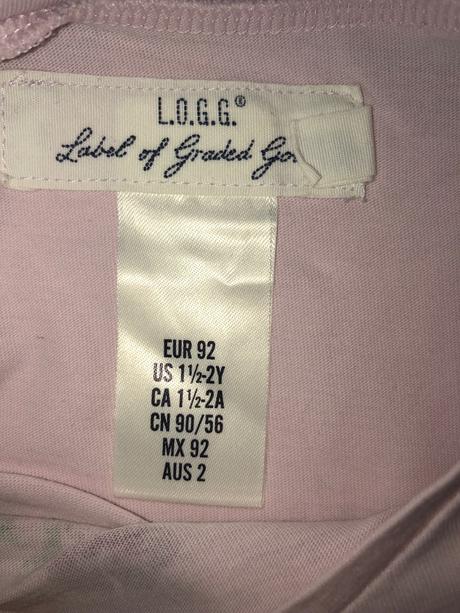 L.O.G.G.®
Label of Graded
EUR 92
US 1½-2Y
CA 1½-2A
CN 90/56
MX 92
AUS 2